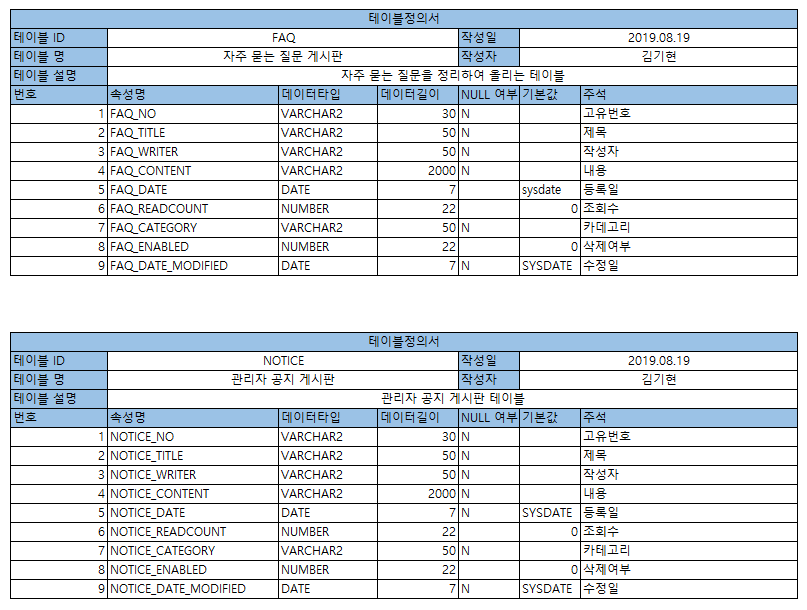 테이블정의서
테이블 ID FAQ 작성일 2019.08.19
테이블 명 자주 묻는 질문 게시판 작성자 김기현
테이블 설명 자주 묻는 질문을 정리하여 올리는 테이블
번호 속성명 데이터타입 데이터길이 NULL 여부 기본값 주석
1 FAQ_NO VARCHAR2 30 N 고유번호
2 FAQ_TITLE VARCHAR2 50 N 제목
3 FAQ_WRITER VARCHAR2 50 N 작성자
4 FAQ_CONTENT VARCHAR2 2000 N 내용
5 FAQ_DATE DATE 7 sysdate 등록일
6 FAQ_READCOUNT NUMBER 22 0 조회수
7 FAQ_CATEGORY VARCHAR2 50 N 카데고리
8 FAQ_ENABLED NUMBER 22 0 삭제여부
9 FAQ_DATE_MODIFIED DATE 7 N SYSDATE 수정일
테이블정의서
테이블 ID NOTICE 작성일 2019.08.19
테이블 명 관리자 공지 게시판 작성자 김기현
테이블 설명 관리자 공지 게시판 테이블
번호 속성명 데이터타입 데이터길이 NULL 여부 기본값 주석
1 NOTICE_NO VARCHAR2 30 N 고유번호
2 NOTICE_TITLE VARCHAR2 50 N 제목
3 NOTICE_WRITER VARCHAR2 50 N 작성자
4 NOTICE_CONTENT VARCHAR2 2000 N 내용
5 NOTICE_DATE DATE 7 N SYSDATE 등록일
6 NOTICE_READCOUNT NUMBER 22 0 조회수
7 NOTICE_CATEGORY VARCHAR2 50 N 카테고리
8 NOTICE_ENABLED NUMBER 22 0 삭제여부
9 NOTICE_DATE_MODIFIED DATE 7 N SYSDATE 수정일